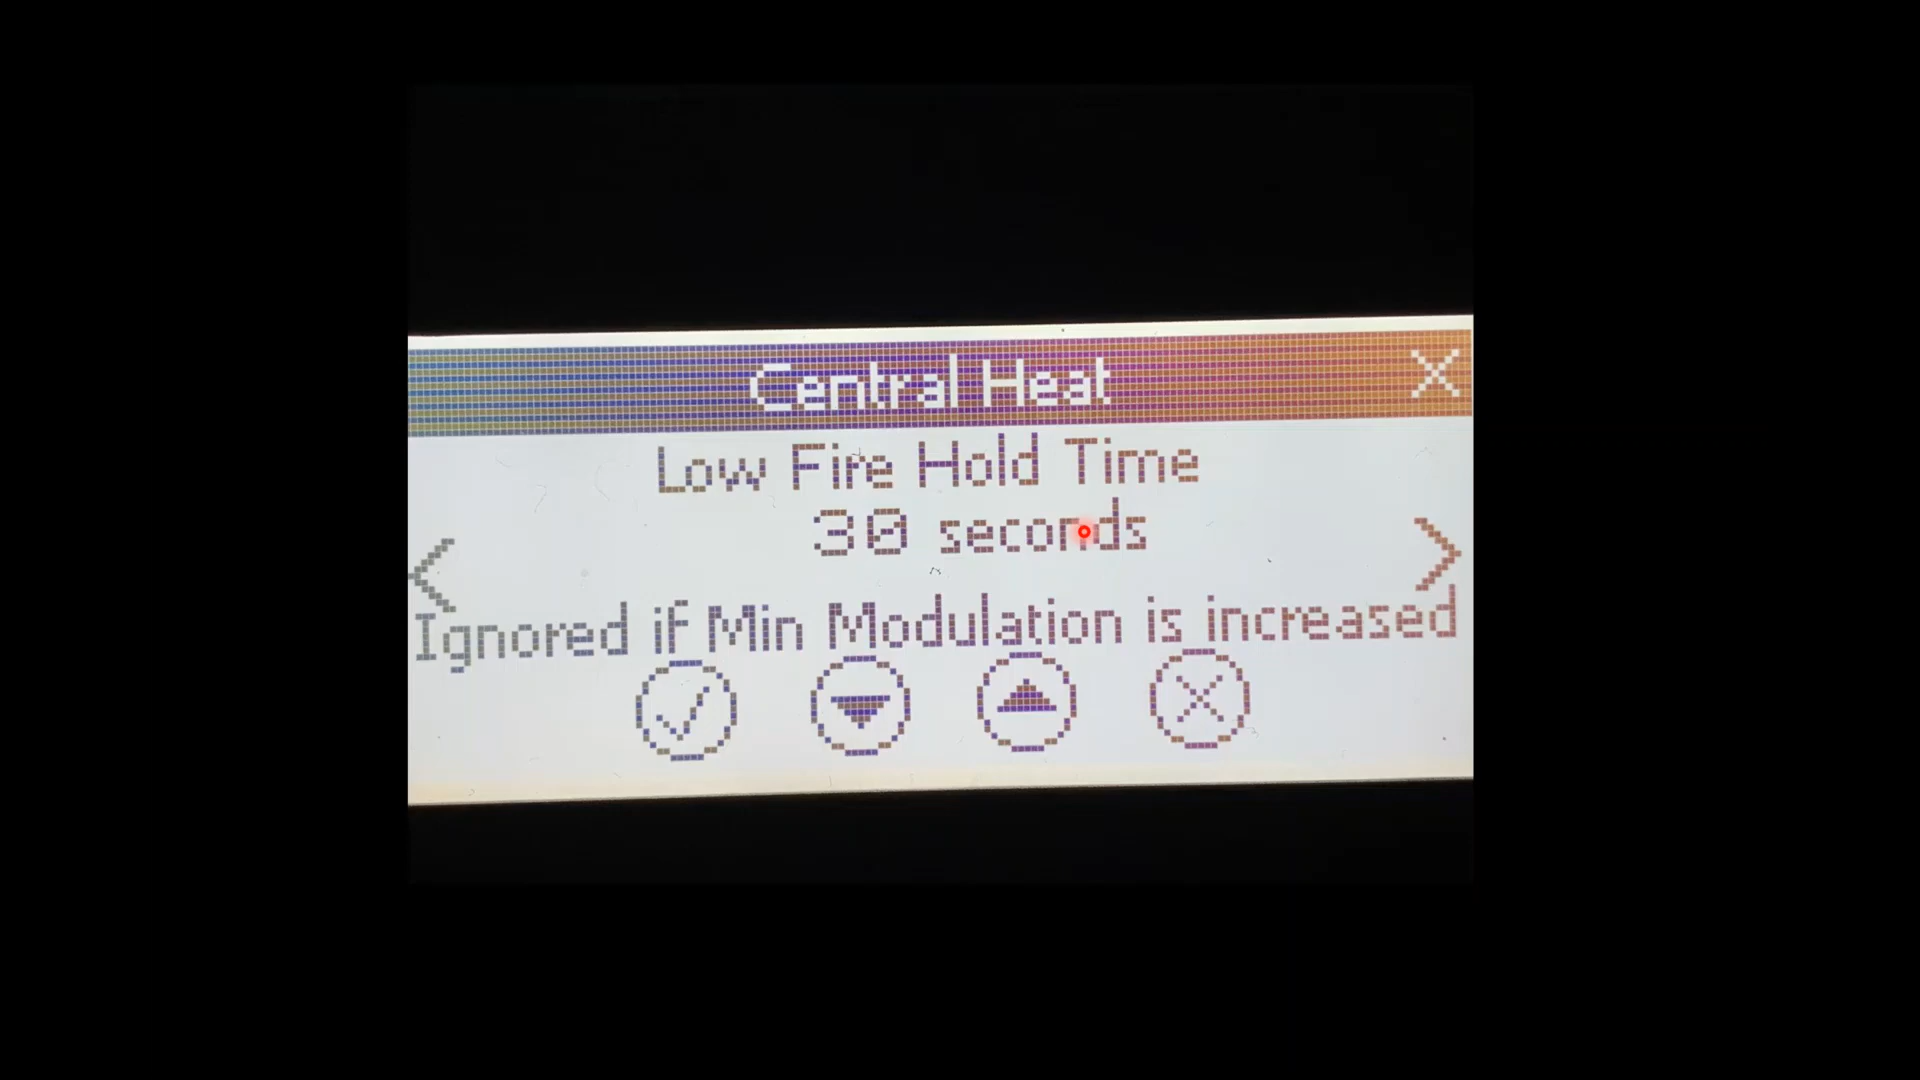 Central Heat
Low Fire Hold Time
30 seconds
Ignored if Min Modulation is increased